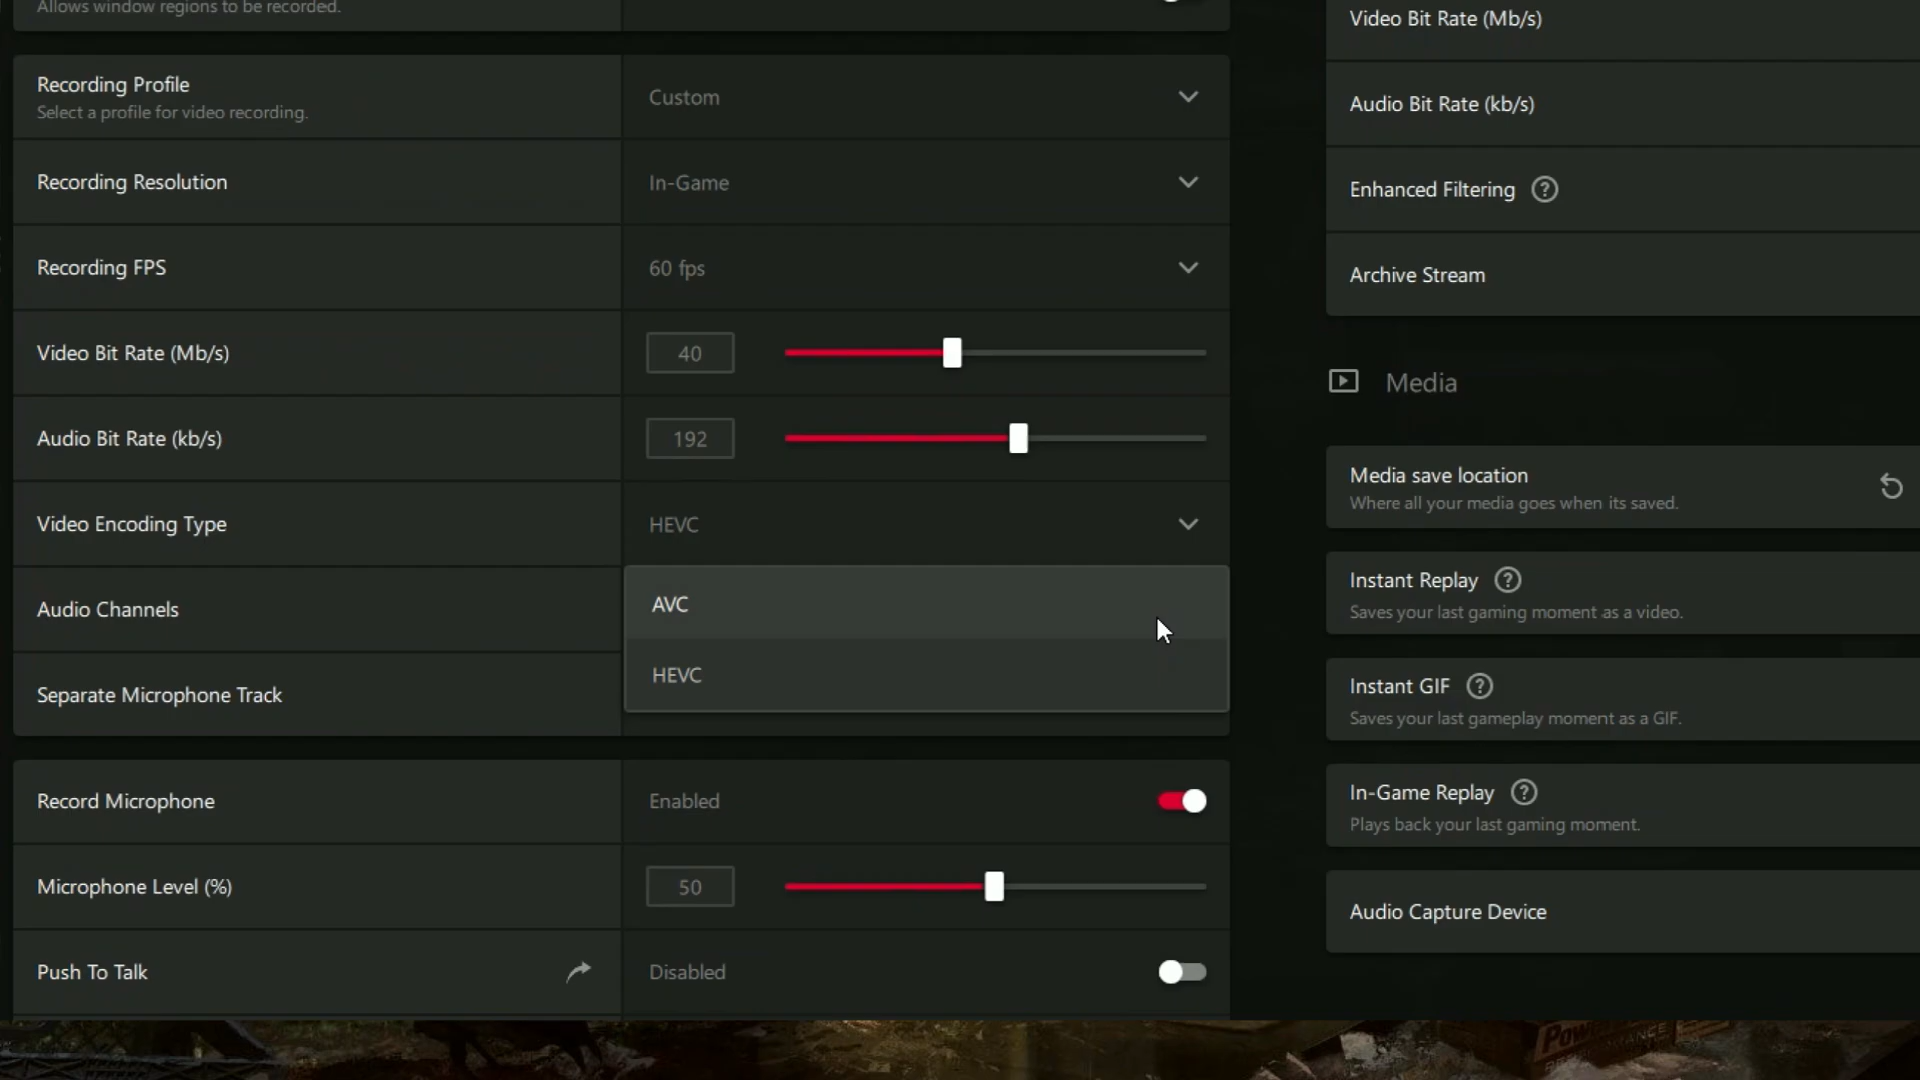 Allows window regions to be recorded.
Recording Profile
Select a profile for video recording.
Custom
Recording Resolution
In-Game
Recording FPS
60 fps
Video Bit Rate (Mb/s)
40
Audio Bit Rate (kb/s)
192
Video Encoding Type
HEVC
Audio Channels
AVC
HEVC
Separate Microphone Track
Record Microphone
Enabled
Microphone Level (%)
50
Push To Talk
Disabled
Video Bit Rate (Mb/s)
Audio Bit Rate (kb/s)
Enhanced Filtering ?
Archive Stream
Media
Media save location
Where all your media goes when its saved.
Instant Replay ?
Saves your last gaming moment as a video.
Instant GIF ?
Saves your last gameplay moment as a GIF.
In-Game Replay ?
Plays back your last gaming moment.
Audio Capture Device